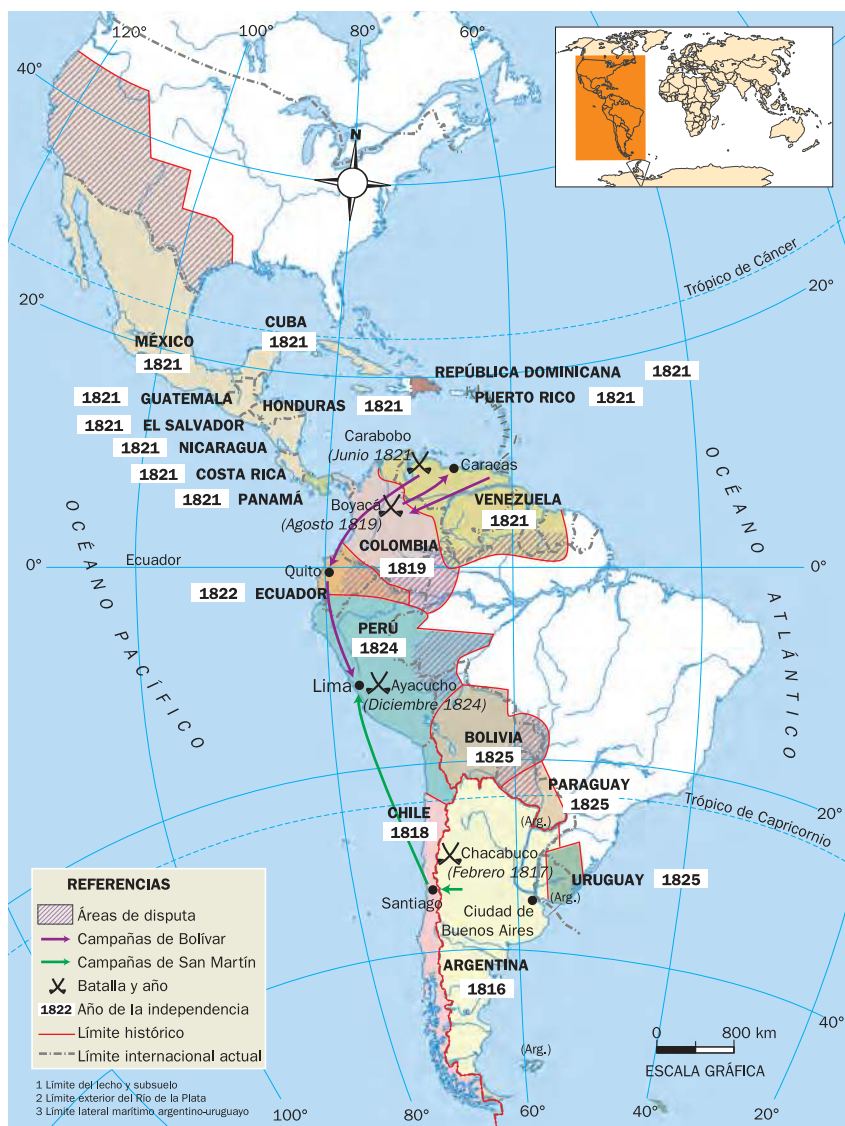 120°
100°
80°
60°
40°
N
Trópico de Cáncer
20°
20°
CUBA
1821
MÉXICO
1821
REPÚBLICA DOMINICANA 1821
1821 GUATEMALA
HONDURAS 1821
PUERTO RICO 1821
1821 EL SALVADOR
1821 NICARAGUA
Carabobo
(Junio 1821)
Caracas
1821 COSTA RICA
1821 PANAMÁ
Boyacá
(Agosto 1819)
VENEZUELA
1821
OCÉANO PACÍFICO
OCÉANO ATLÁNTICO
COLOMBIA
1819
0°
Ecuador
0°
Quito
1822 ECUADOR
PERÚ
1824
Lima
Ayacucho
(Diciembre 1824)
BOLIVIA
1825
PARAGUAY
1825
20°
Trópico de Capricornio
CHILE
1818
(Arg.)
Chacabuco
(Febrero 1817)
URUGUAY 1825
(Arg.)
Santiago
Ciudad de
Buenos Aires
ARGENTINA
1816
REFERENCIAS
Áreas de disputa
Campañas de Bolívar
Campañas de San Martín
Batalla y año
1822 Año de la independencia
Límite histórico
Límite internacional actual
0 800 km
ESCALA GRÁFICA
40°
(Arg.)
1 Límite del lecho y subsuelo
2 Límite exterior del Río de la Plata
3 Límite lateral marítimo argentino-uruguayo
100°
80°
60°
40°
20°